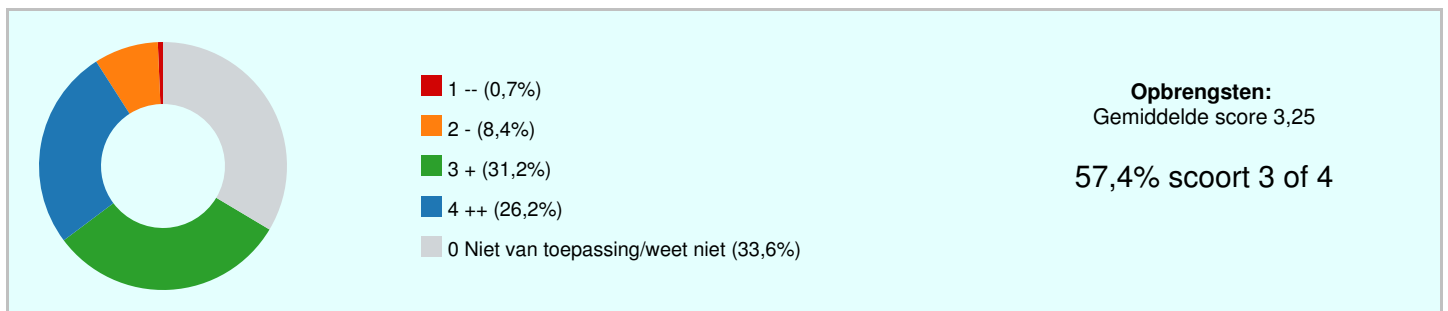 1 -- (0,7%)
2 - (8,4%)
3 + (31,2%)
4 ++ (26,2%)
0 Niet van toepassing/weet niet (33,6%)
Opbrengsten:
Gemiddelde score 3,25
57,4% scoort 3 of 4